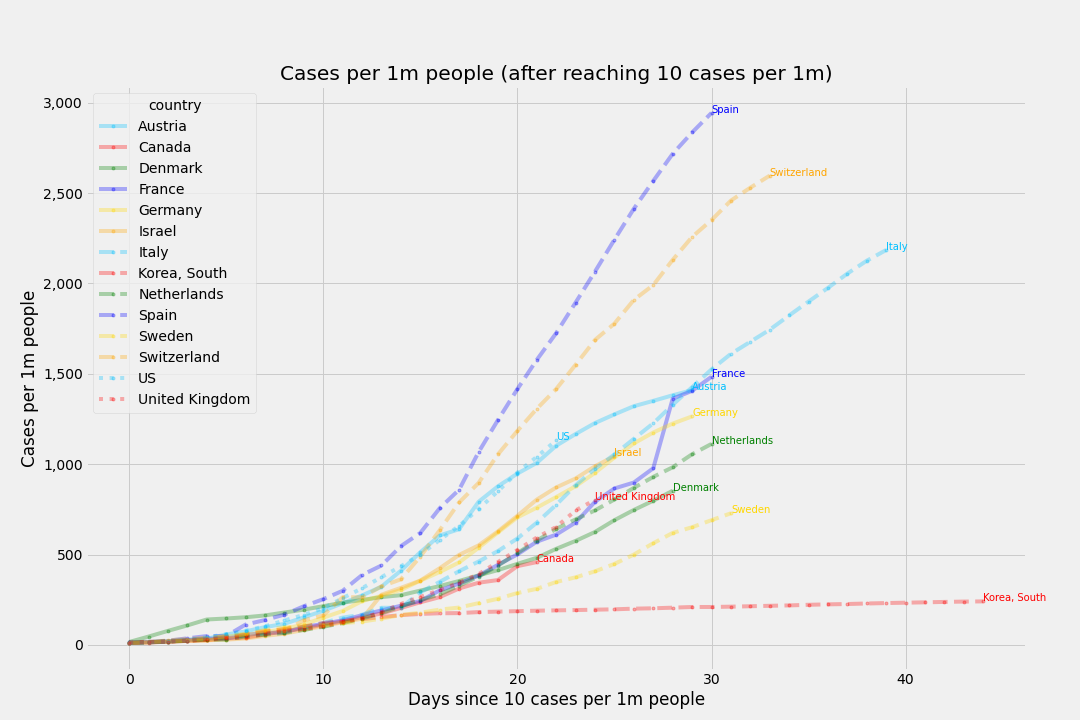 Cases per 1m people (after reaching 10 cases per 1m)
country
Austria
Canada
Denmark
France
Germany
Israel
Italy
Korea, South
Netherlands
Spain
Sweden
Switzerland
US
United Kingdom
Cases per 1m people
3,000
2,500
2,000
1,500
1,000
500
0
Spain
Switzerland
Italy
France
Austria
Germany
Netherlands
US
Israel
United Kingdom
Denmark
Sweden
Canada
Korea, South
0
10
20
30
40
Days since 10 cases per 1m people